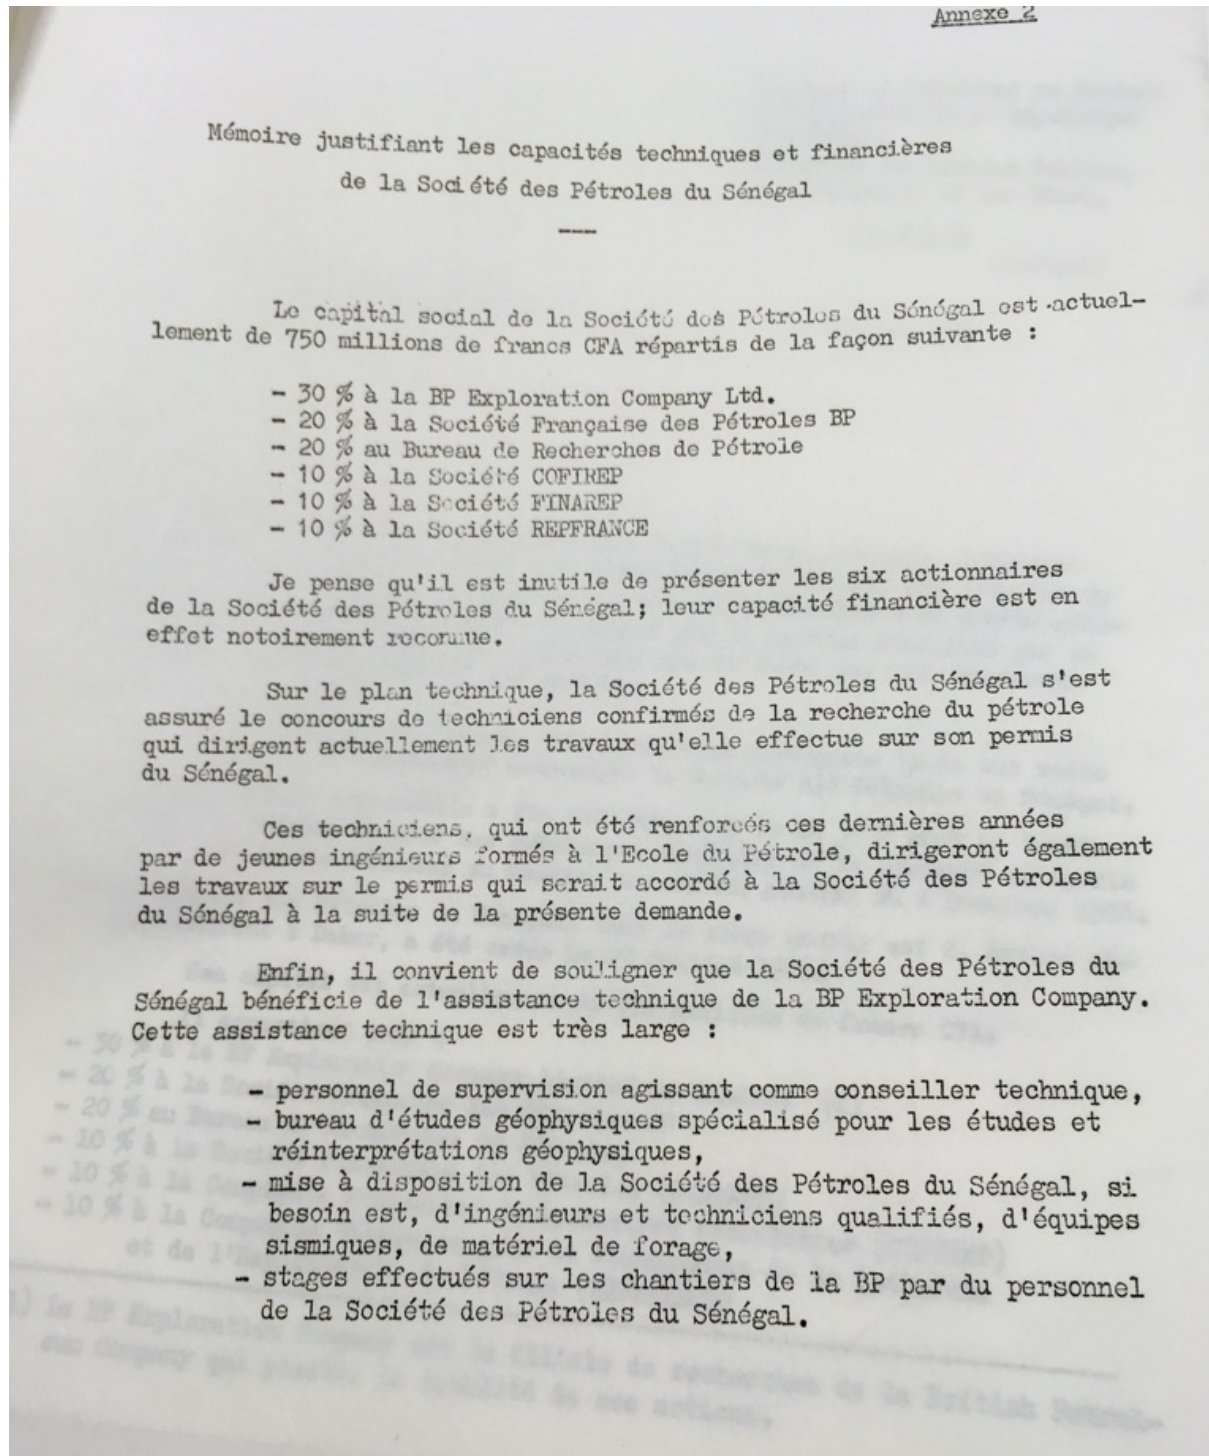 Annexe 2
Mémoire justifiant les capacités techniques et financières
de la Société des Pétroles du Sénégal
---
Le capital social de la Société des Pétroles du Sénégal est actuel-
lement de 750 millions de francs CFA répartis de la façon suivante :
- 30 % à la BP Exploration Company Ltd.
- 20 % à la Société Française des Pétroles BP
- 20 % au Bureau de Recherches de Pétrole
- 10 % à la Société COFIREP
- 10 % à la Société FINAREP
- 10 % à la Société REPFRANCE
Je pense qu'il est inutile de présenter les six actionnaires
de la Société des Pétroles du Sénégal; leur capacité financière est en
effet notoirement reconnue.
Sur le plan technique, la Société des Pétroles du Sénégal s'est
assuré le concours de techniciens confirmés de la recherche du pétrole
qui dirigent actuellement les travaux qu'elle effectue sur son permis
du Sénégal.
Ces techniciens, qui ont été renforcés ces dernières années
par de jeunes ingénieurs formés à l'Ecole du Pétrole, dirigeront également
les travaux sur le permis qui serait accordé à la Société des Pétroles
du Sénégal à la suite de la présente demande.
Enfin, il convient de souligner que la Société des Pétroles du
Sénégal bénéficie de l'assistance technique de la BP Exploration Company.
Cette assistance technique est très large :
- personnel de supervision agissant comme conseiller technique,
- bureau d'études géophysiques spécialisé pour les études et
réinterprétations géophysiques,
- mise à disposition de la Société des Pétroles du Sénégal, si
besoin est, d'ingénieurs et techniciens qualifiés, d'équipes
sismiques, de matériel de forage,
- stages effectués sur les chantiers de la BP par du personnel
de la Société des Pétroles du Sénégal.